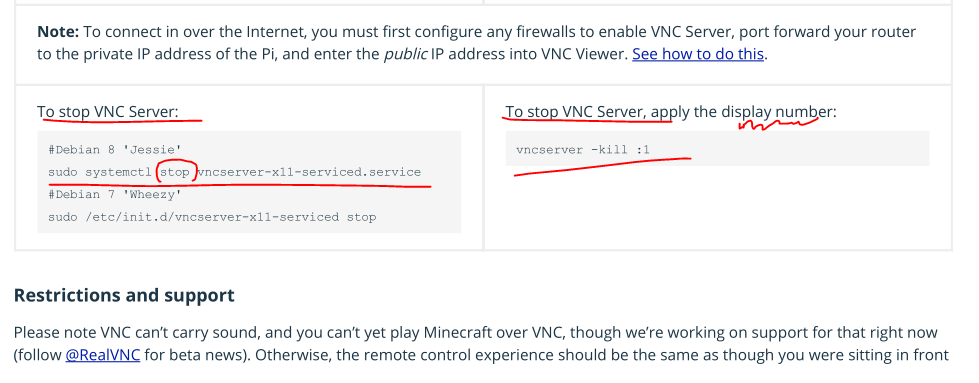 Note: To connect in over the Internet, you must first configure any firewalls to enable VNC Server, port forward your router
to the private IP address of the Pi, and enter the public IP address into VNC Viewer. See how to do this.
To stop VNC Server:
#Debian 8 'Jessie'
sudo systemctl stop vncserver-x11-serviced.service
#Debian 7 'Wheezy'
sudo /etc/init.d/vncserver-x11-serviced stop
To stop VNC Server, apply the display number:
vncserver -kill :1
Restrictions and support
Please note VNC can’t carry sound, and you can’t yet play Minecraft over VNC, though we’re working on support for that right now
(follow @RealVNC for beta news). Otherwise, the remote control experience should be the same as though you were sitting in front